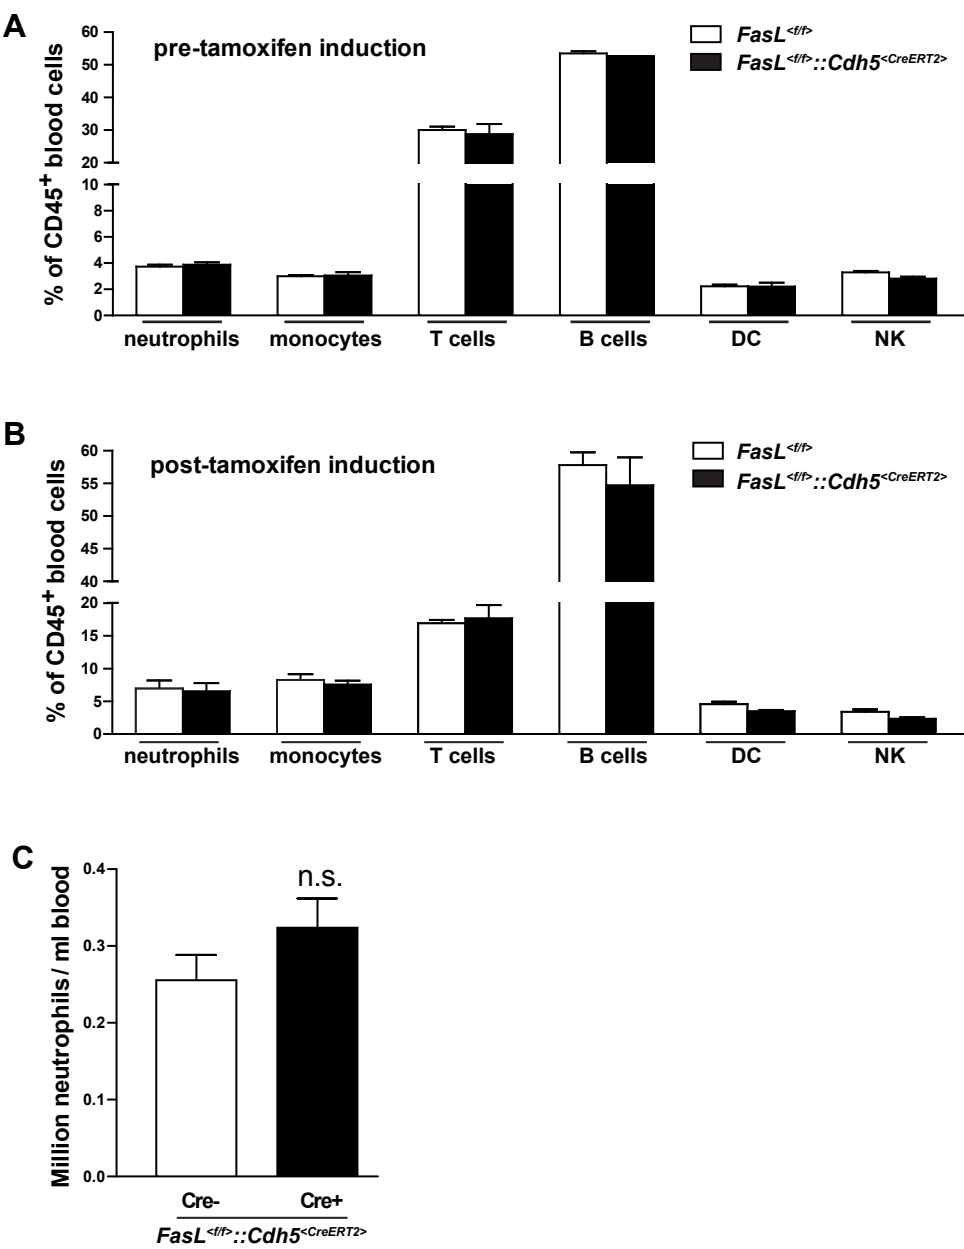 A
pre-tamoxifen induction
FasL<f/f>
FasL<f/f>::Cdh5<CreERT2>
% of CD45+ blood cells
60
50
40
30
20
10
8
6
4
2
0
neutrophils monocytes T cells B cells DC NK
B
post-tamoxifen induction
FasL<f/f>
FasL<f/f>::Cdh5<CreERT2>
% of CD45+ blood cells
60
55
50
45
40
20
15
10
5
0
neutrophils monocytes T cells B cells DC NK
C
n.s.
Million neutrophils / ml blood
0.4
0.3
0.2
0.1
0.0
Cre- Cre+
FasL<f/f>::Cdh5<CreERT2>